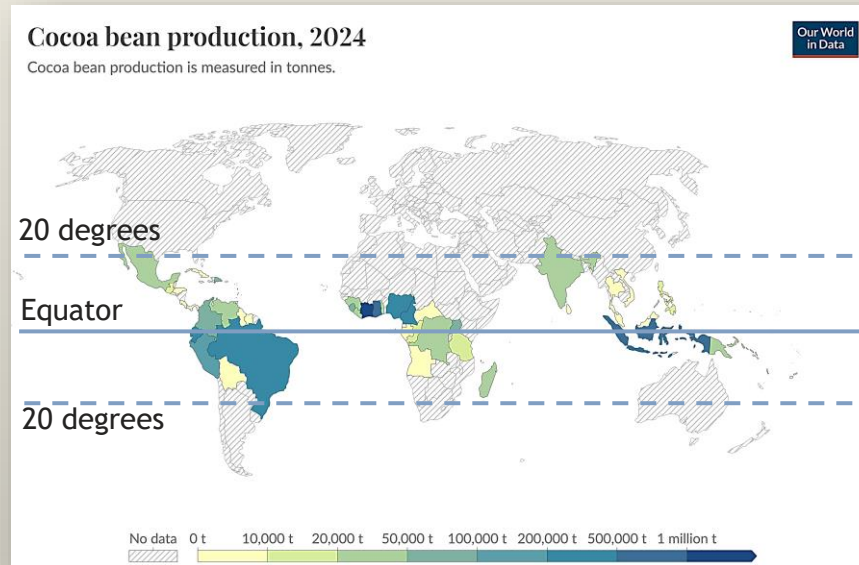 Cocoa bean production, 2024
Our World
in Data
Cocoa bean production is measured in tonnes.
20 degrees
Equator
20 degrees
No data 0 t 10,000 t 20,000 t 50,000 t 100,000 t 200,000 t 500,000 t 1 million t